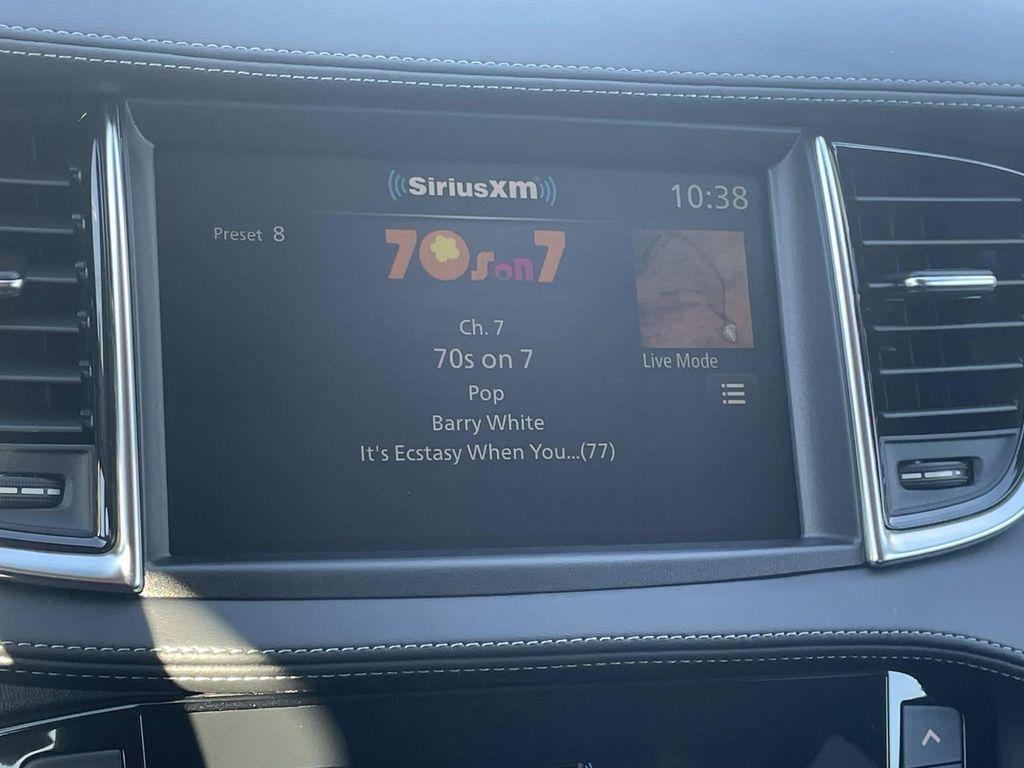 SiriusXM
10:38
Preset 8
70s on 7
Ch. 7
70s on 7
Live Mode
Pop
Barry White
It's Ecstasy When You...(77)